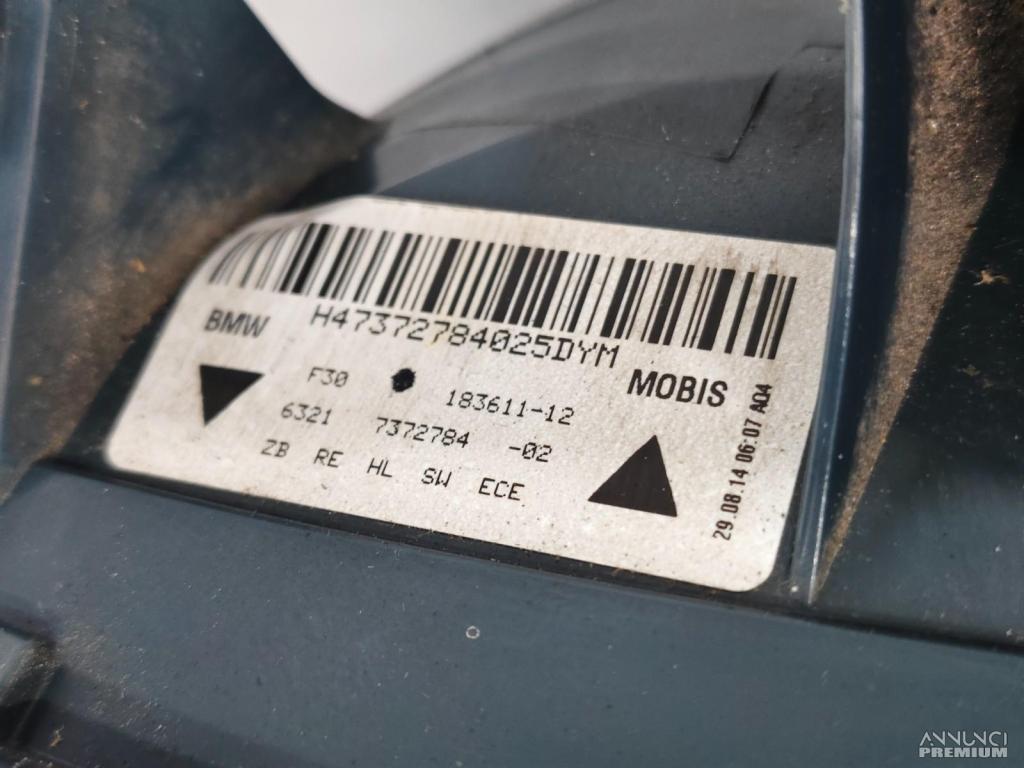 H47372784025DYM
BMW
MOBIS
F30 183611-12
6321 7372784 -02
ZB RE HL SW ECE
29.08.14 06:07 A04
ANNUNCI
PREMIUM